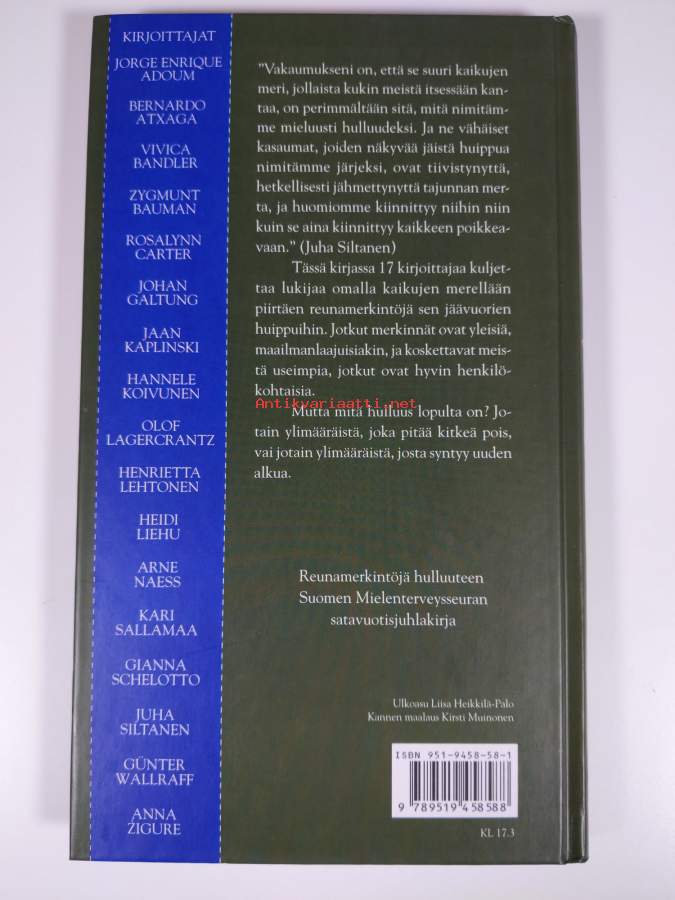 KIRJOITTAJAT
JORGE ENRIQUE
ADOUM
BERNARDO
ATXAGA
VIVICA
BANDLER
ZYGMUNT
BAUMAN
ROSALYNN
CARTER
JOHAN
GALTUNG
JAAN
KAPLINSKI
HANNELE
KOIVUNEN
OLOF
LAGERCRANTZ
HENRIETTA
LEHTONEN
HEIDI
LIEHU
ARNE
NAESS
KARI
SALLAMAA
GIANNA
SCHELOTTO
JUHA
SILTANEN
GÜNTER
WALLRAFF
ANNA
ŽIGURE
"Vakaumukseni on, että se suuri kaikujen
meri, jollaista kukin meistä itsessään kan-
taa, on perimmältään sitä, mitä nimitäm-
me mieluusti hulluudeksi. Ja ne vähäiset
kasaumat, joiden näkyvää jäistä huippua
nimitämme järjeksi, ovat tiivistynyttä,
hetkellisesti jähmettynyttä tajunnan mer-
ta, ja huomiomme kiinnittyy niihin niin
kuin se aina kiinnittyy kaikkeen poikkea-
vaan." (Juha Siltanen)
Tässä kirjassa 17 kirjoittajaa kuljet-
taa lukijaa omalla kaikujen merellään
piirtäen reunamerkintöjä sen jäävuorien
huippuihin. Jotkut merkinnät ovat yleisiä,
maailmanlaajuisiakin, ja koskettavat meis-
tä useimpia, jotkut ovat hyvin henkilö-
kohtaisia.
Antikvariaatti.net
Mutta mitä hulluus lopulta on? Jo-
tain ylimääräistä, joka pitää kitkeä pois,
vai jotain ylimääräistä, josta syntyy uuden
alkua.
Reunamerkintöjä hulluuteen
Suomen Mielenterveysseuran
satavuotisjuhlakirja
Ulkoasu Liisa Heikkilä-Palo
Kannen maalaus Kirsti Muinonen
ISBN 951-9458-58-1
9 789519 458588
KL 17.3